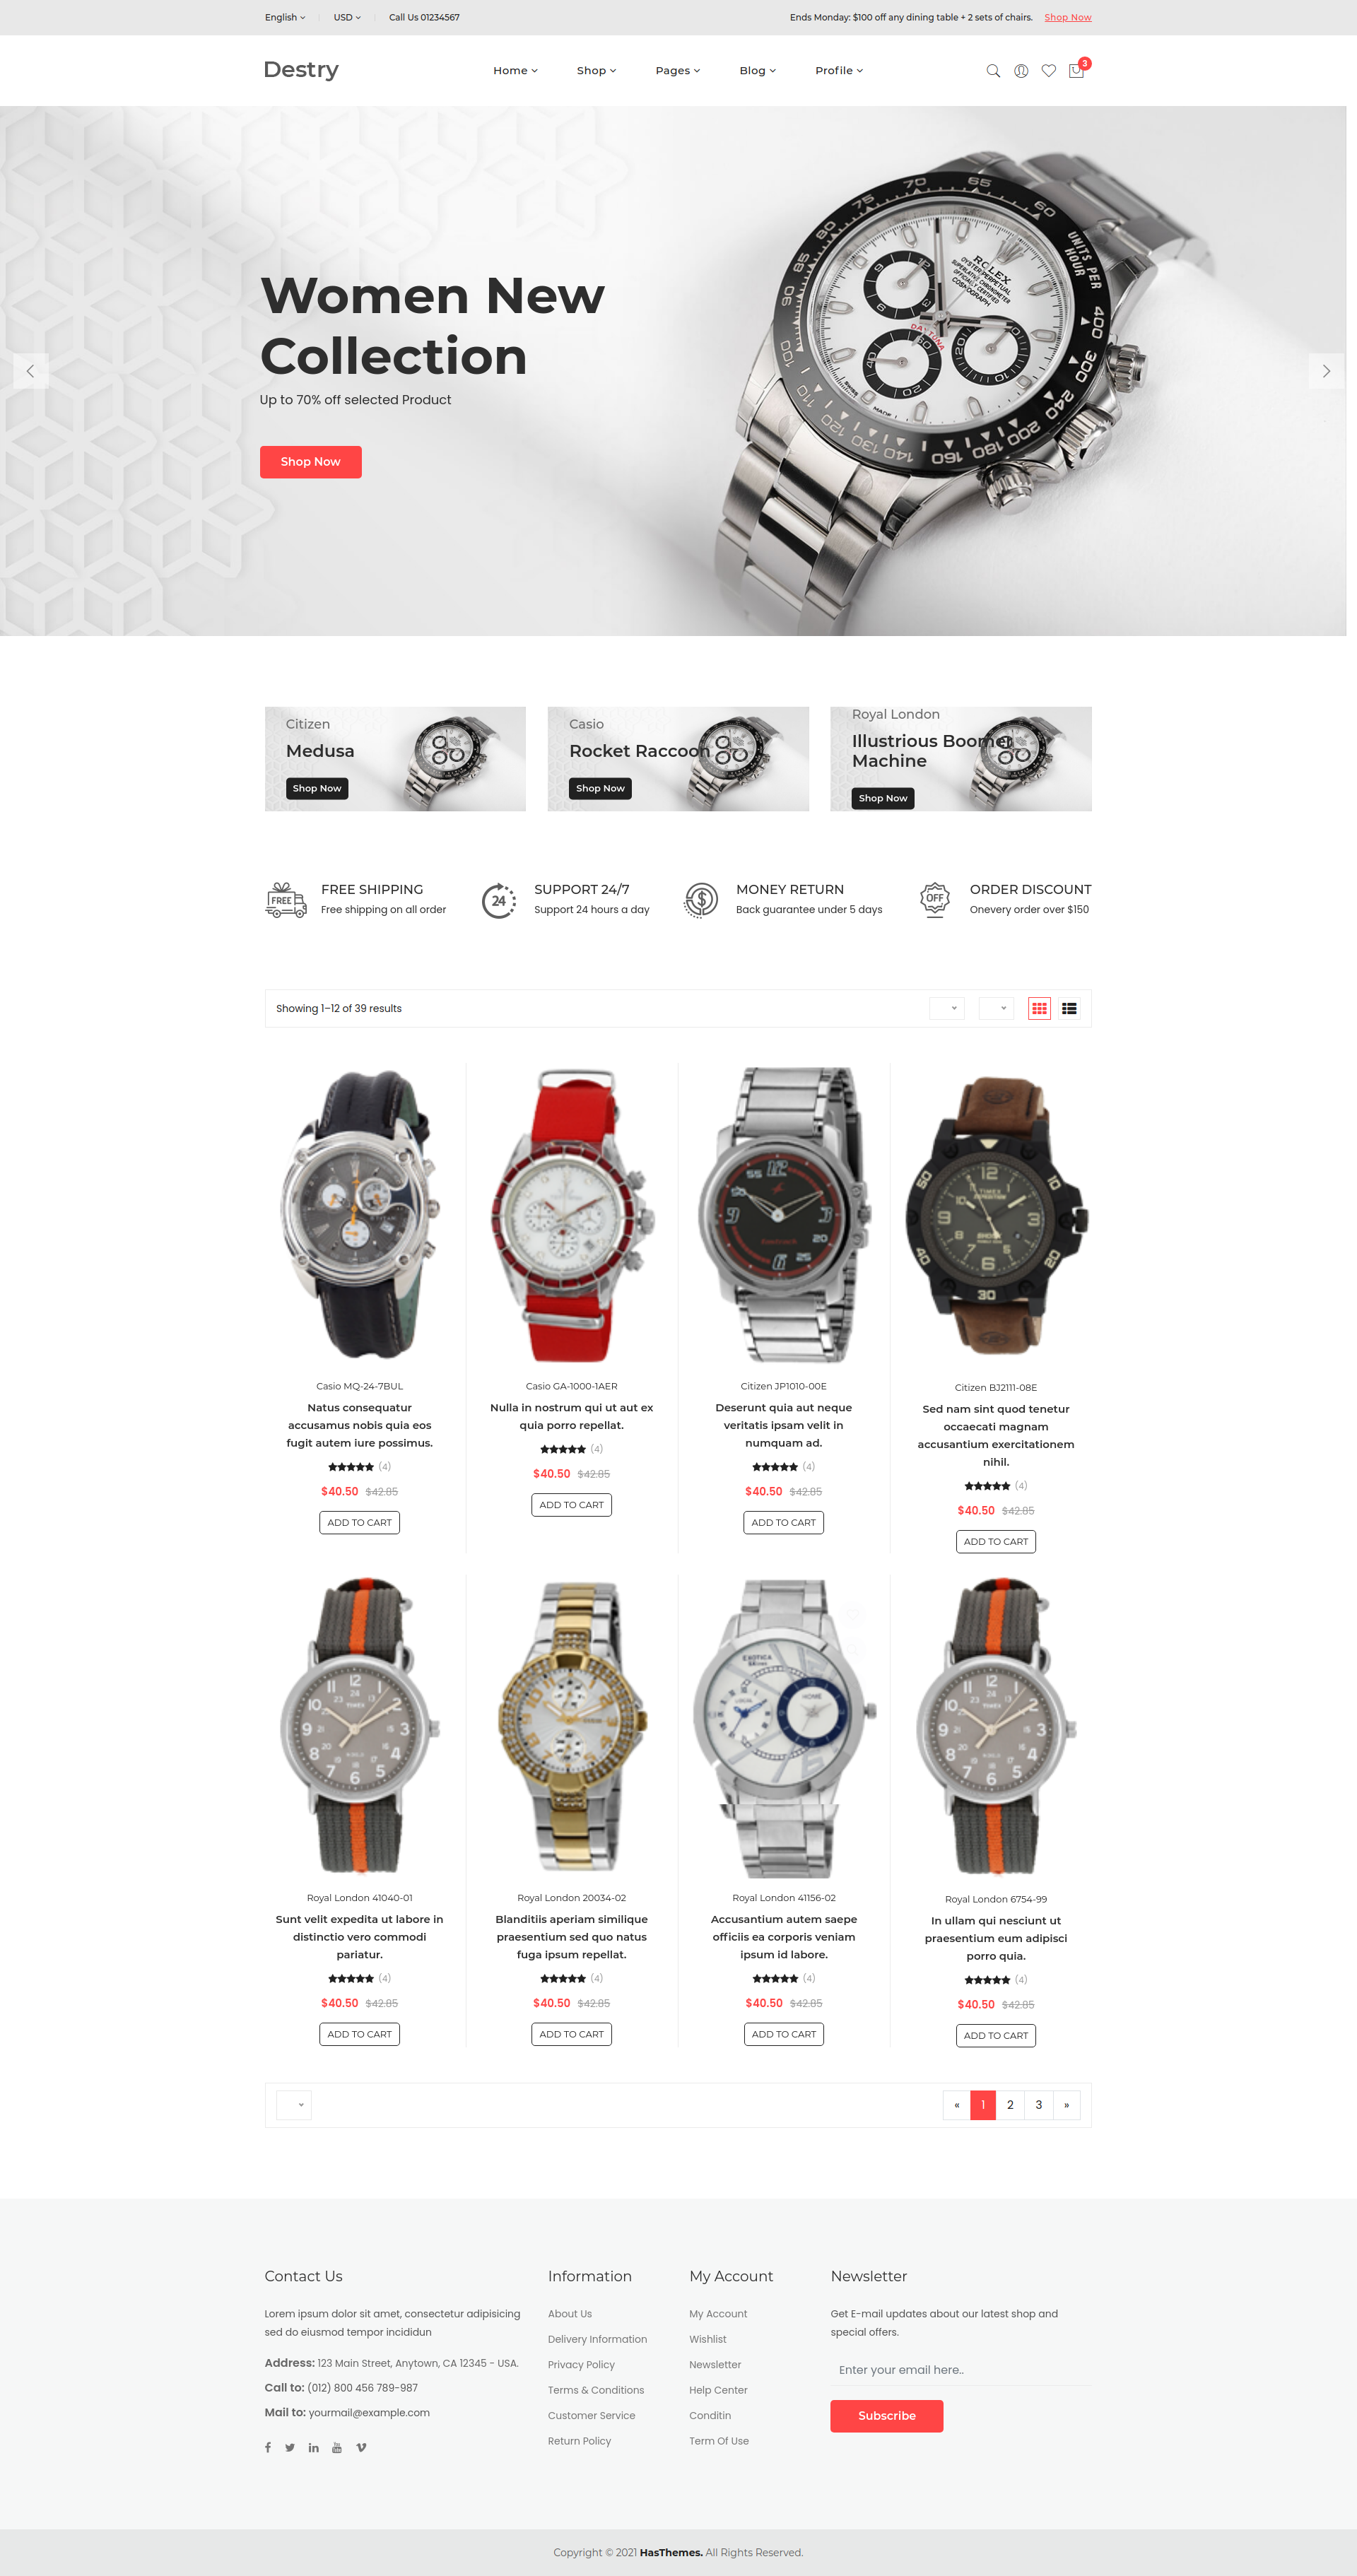 English
USD
Call Us 01234567
Ends Monday: $100 off any dining table + 2 sets of chairs.
Shop Now
Destry
Home
Shop
Pages
Blog
Profile
3
Women New
Collection
Up to 70% off selected Product
Shop Now
ROLEX
OYSTER PERPETUAL
SUPERLATIVE CHRONOMETER
OFFICIALLY CERTIFIED
COSMOGRAPH
DAYTONA
UNITS PER
HOUR
Citizen
Medusa
Shop Now
Casio
Rocket Raccoon
Shop Now
Royal London
Illustrious Boomer
Machine
Shop Now
FREE
FREE SHIPPING
Free shipping on all order
24
SUPPORT 24/7
Support 24 hours a day
$
MONEY RETURN
Back guarantee under 5 days
OFF
ORDER DISCOUNT
Onevery order over $150
Showing 1–12 of 39 results
Casio MQ-24-7BUL
Natus consequatur
accusamus nobis quia eos
fugit autem iure possimus.
(4)
$40.50 $42.85
ADD TO CART
Casio GA-1000-1AER
Nulla in nostrum qui ut aut ex
quia porro repellat.
(4)
$40.50 $42.85
ADD TO CART
Citizen JP1010-00E
Deserunt quia aut neque
veritatis ipsam velit in
numquam ad.
(4)
$40.50 $42.85
ADD TO CART
Citizen BJ2111-08E
Sed nam sint quod tenetur
occaecati magnam
accusantium exercitationem
nihil.
(4)
$40.50 $42.85
ADD TO CART
Royal London 41040-01
Sunt velit expedita ut labore in
distinctio vero commodi
pariatur.
(4)
$40.50 $42.85
ADD TO CART
Royal London 20034-02
Blanditiis aperiam similique
praesentium sed quo natus
fuga ipsum repellat.
(4)
$40.50 $42.85
ADD TO CART
Royal London 41156-02
Accusantium autem saepe
officiis ea corporis veniam
ipsum id labore.
(4)
$40.50 $42.85
ADD TO CART
Royal London 6754-99
In ullam qui nesciunt ut
praesentium eum adipisci
porro quia.
(4)
$40.50 $42.85
ADD TO CART
« 1 2 3 »
Contact Us
Lorem ipsum dolor sit amet, consectetur adipisicing
sed do eiusmod tempor incididun
Address: 123 Main Street, Anytown, CA 12345 - USA.
Call to: (012) 800 456 789-987
Mail to: yourmail@example.com
Information
About Us
Delivery Information
Privacy Policy
Terms & Conditions
Customer Service
Return Policy
My Account
My Account
Wishlist
Newsletter
Help Center
Conditin
Term Of Use
Newsletter
Get E-mail updates about our latest shop and
special offers.
Enter your email here..
Subscribe
Copyright © 2021 HasThemes. All Rights Reserved.